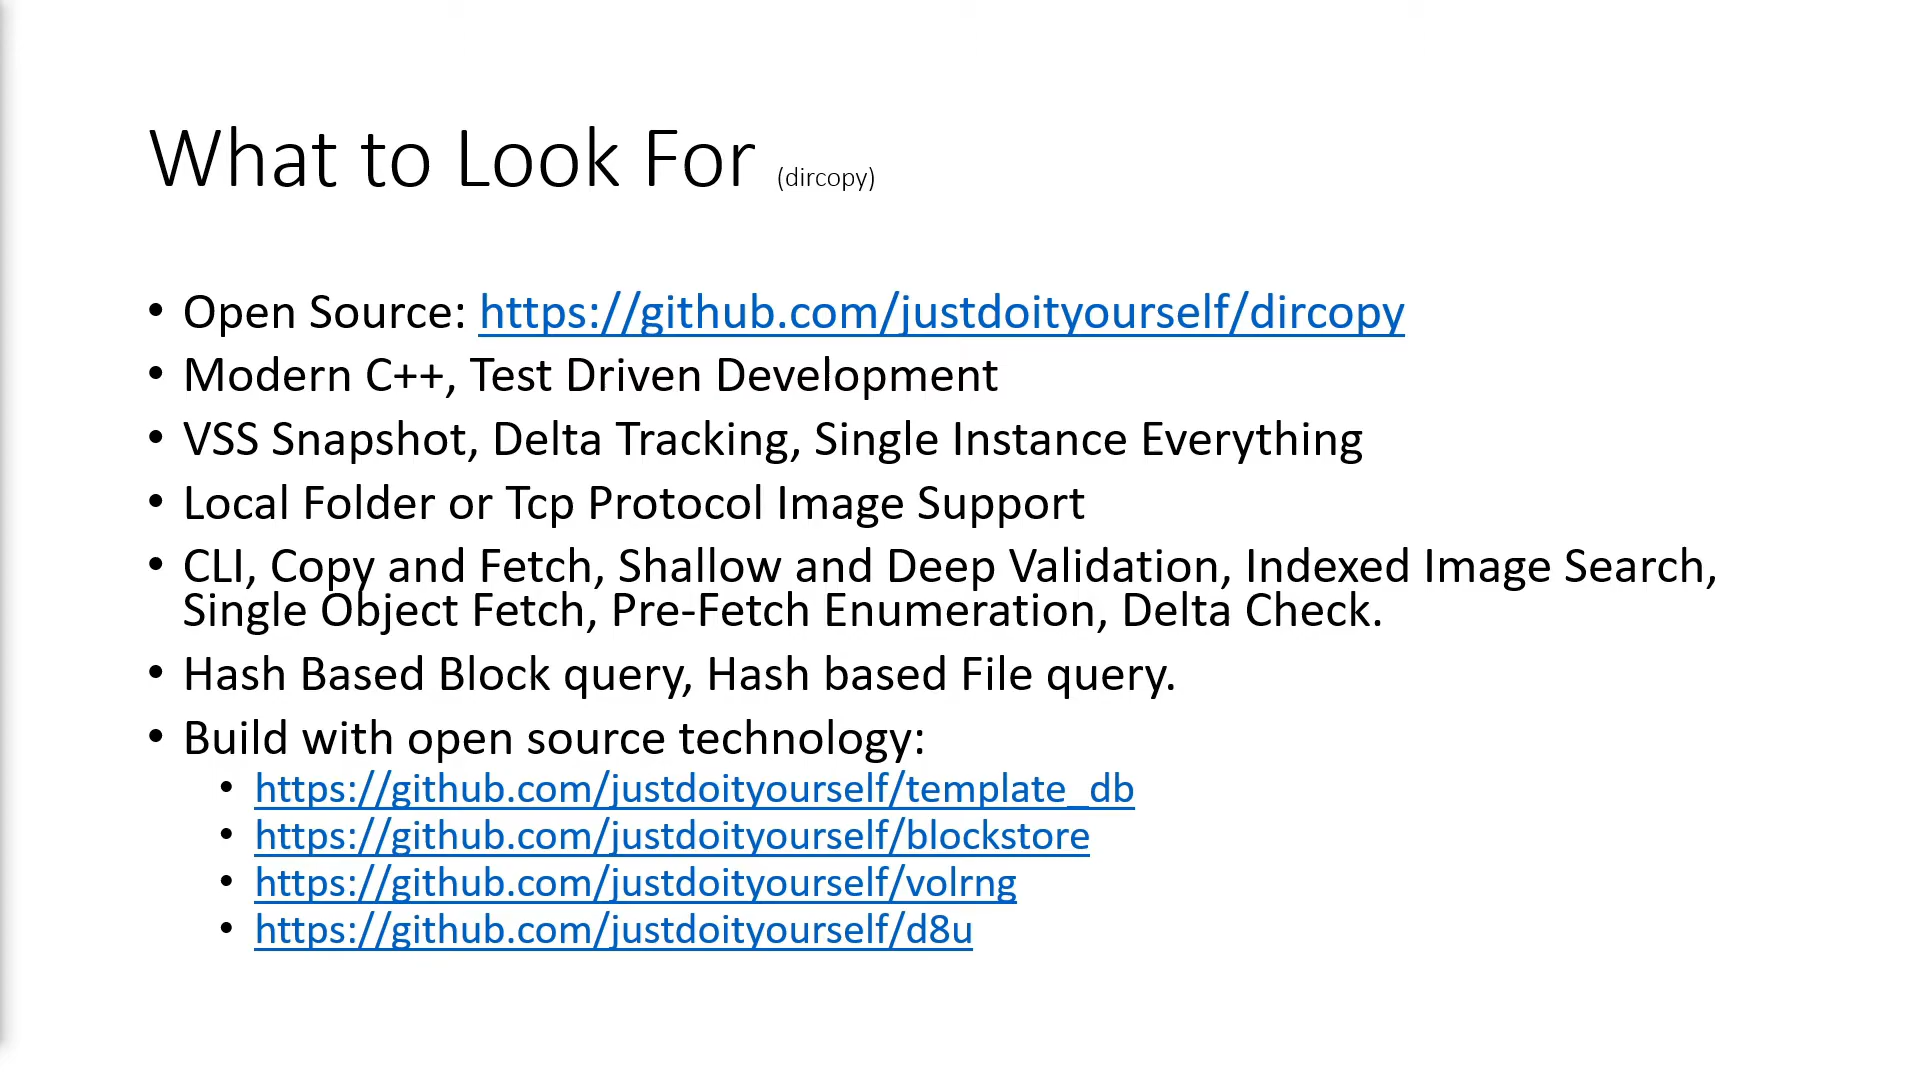 What to Look For (dircopy)
• Open Source: https://github.com/justdoityourself/dircopy
• Modern C++, Test Driven Development
• VSS Snapshot, Delta Tracking, Single Instance Everything
• Local Folder or Tcp Protocol Image Support
• CLI, Copy and Fetch, Shallow and Deep Validation, Indexed Image Search,
Single Object Fetch, Pre-Fetch Enumeration, Delta Check.
• Hash Based Block query, Hash based File query.
• Build with open source technology:
• https://github.com/justdoityourself/template_db
• https://github.com/justdoityourself/blockstore
• https://github.com/justdoityourself/volrng
• https://github.com/justdoityourself/d8u